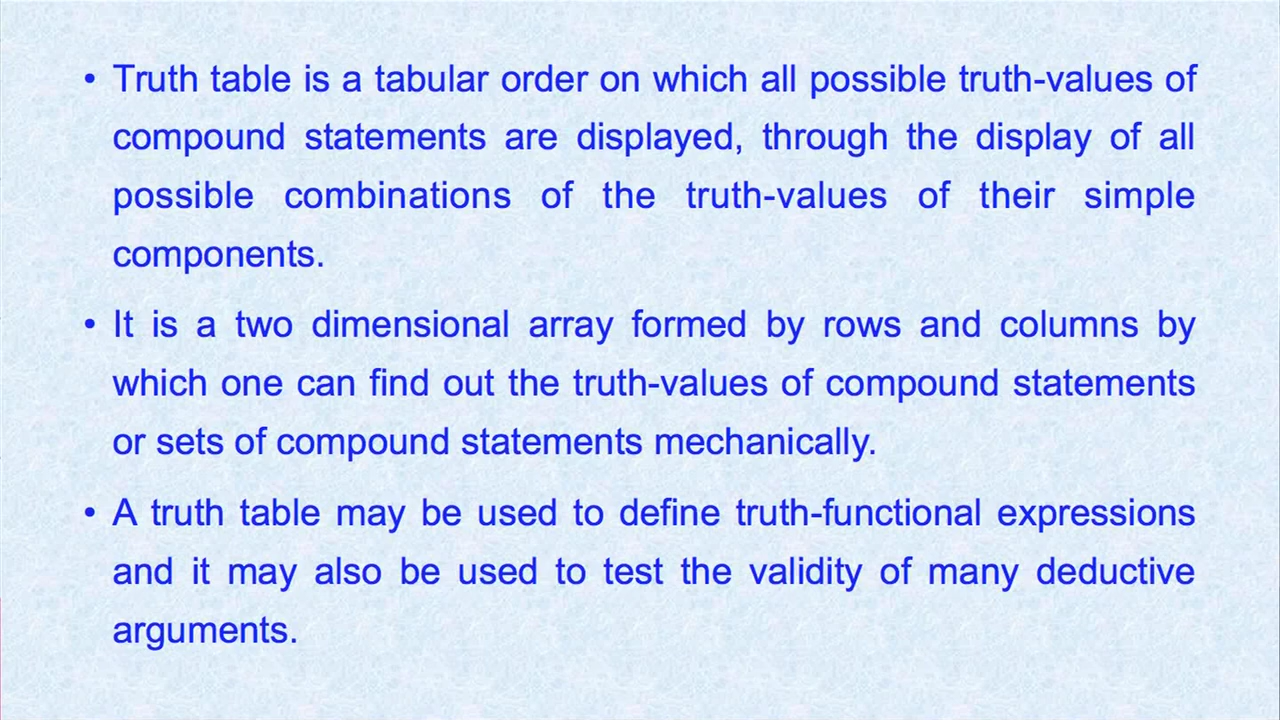 • Truth table is a tabular order on which all possible truth-values of
compound statements are displayed, through the display of all
possible combinations of the truth-values of their simple
components.
• It is a two dimensional array formed by rows and columns by
which one can find out the truth-values of compound statements
or sets of compound statements mechanically.
• A truth table may be used to define truth-functional expressions
and it may also be used to test the validity of many deductive
arguments.